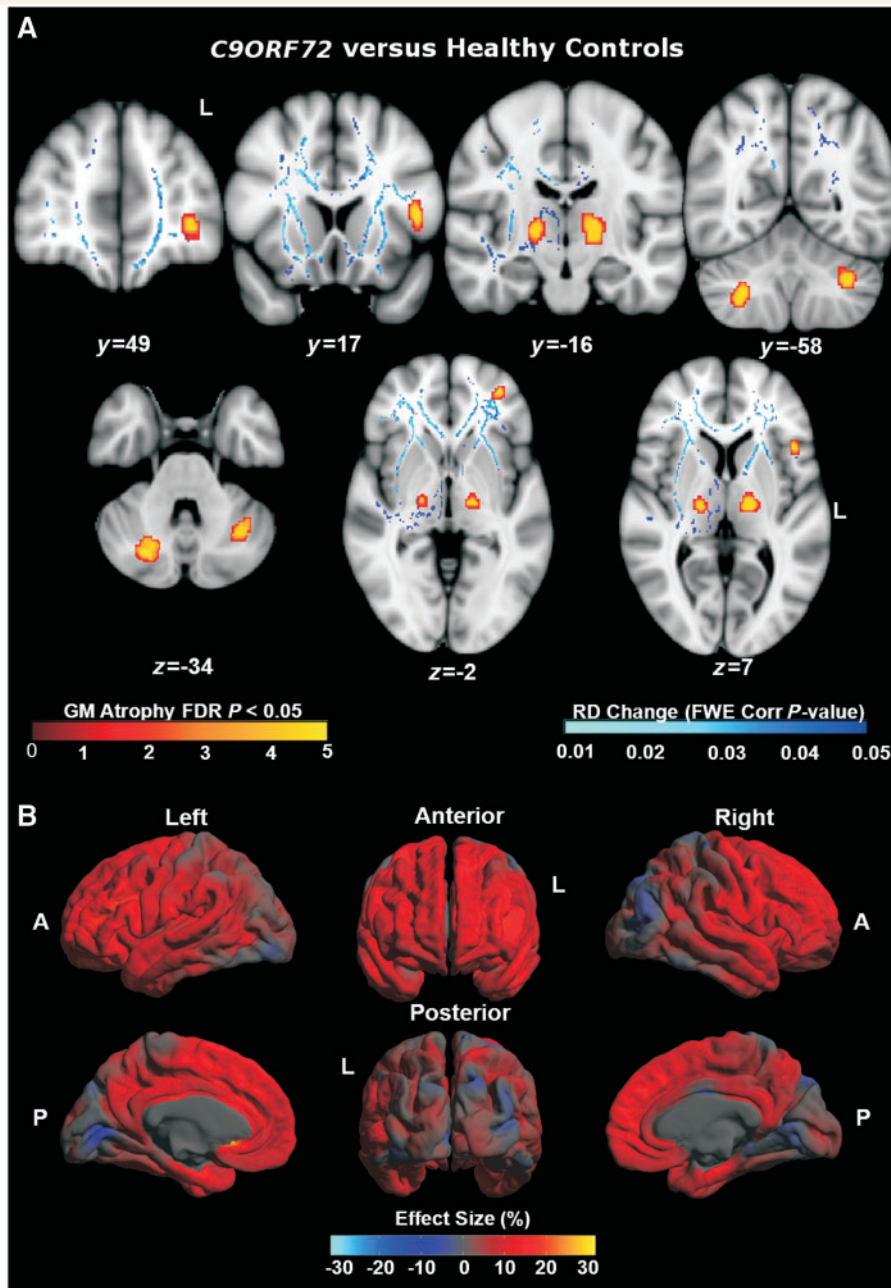 A
C9ORF72 versus Healthy Controls
L
y=49
y=17
y=-16
y=-58
L
z=-34
z=-2
z=7
GM Atrophy FDR P < 0.05
0 1 2 3 4 5
RD Change (FWE Corr P-value)
0.01 0.02 0.03 0.04 0.05
B
Left
Anterior
Right
L
A
A
Posterior
L
P
P
Effect Size (%)
-30 -20 -10 0 10 20 30